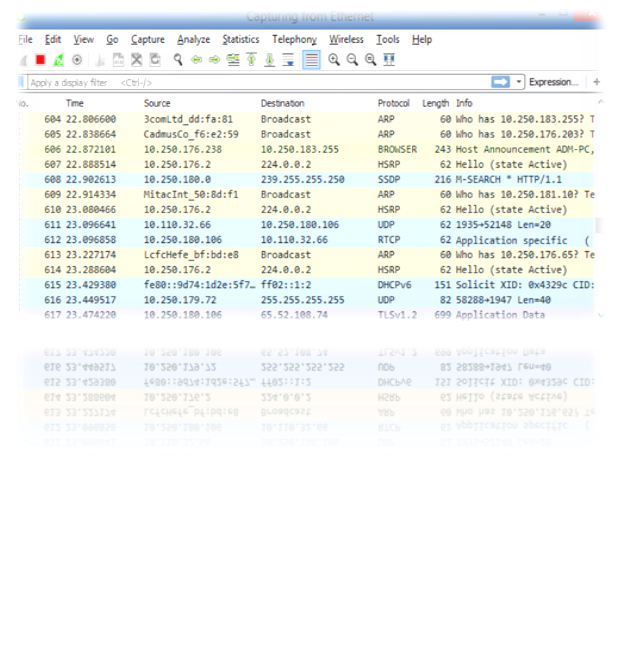 Capturing from Ethernet
File Edit View Go Capture Analyze Statistics Telephony Wireless Tools Help
Apply a display filter ... <Ctrl-/> Expression... +
No. Time Source Destination Protocol Length Info
604 22.806600 3comLtd_dd:fa:81 Broadcast ARP 60 Who has 10.250.183.255? T
605 22.838664 CadmusCo_f6:e2:59 Broadcast ARP 60 Who has 10.250.176.203? T
606 22.872101 10.250.176.238 10.250.183.255 BROWSER 243 Host Announcement ADM-PC,
607 22.888514 10.250.176.2 224.0.0.2 HSRP 62 Hello (state Active)
608 22.902613 10.250.180.0 239.255.255.250 SSDP 216 M-SEARCH * HTTP/1.1
609 22.914334 MitacInt_50:8d:f1 Broadcast ARP 60 Who has 10.250.181.10? Te
610 23.080466 10.250.176.2 224.0.0.2 HSRP 62 Hello (state Active)
611 23.096641 10.110.32.66 10.250.180.106 UDP 62 1935→52148 Len=20
612 23.096858 10.250.180.106 10.110.32.66 RTCP 62 Application specific (
613 23.227174 LcfcHefe_bf:bd:e8 Broadcast ARP 60 Who has 10.250.176.65? Te
614 23.288604 10.250.176.2 224.0.0.2 HSRP 62 Hello (state Active)
615 23.429380 fe80::9d74:1d2e:5f7… ff02::1:2 DHCPv6 151 Solicit XID: 0x4329c CID:
616 23.449517 10.250.179.72 255.255.255.255 UDP 82 58288→1947 Len=40
617 23.474220 10.250.180.106 65.52.108.74 TLSv1.2 699 Application Data